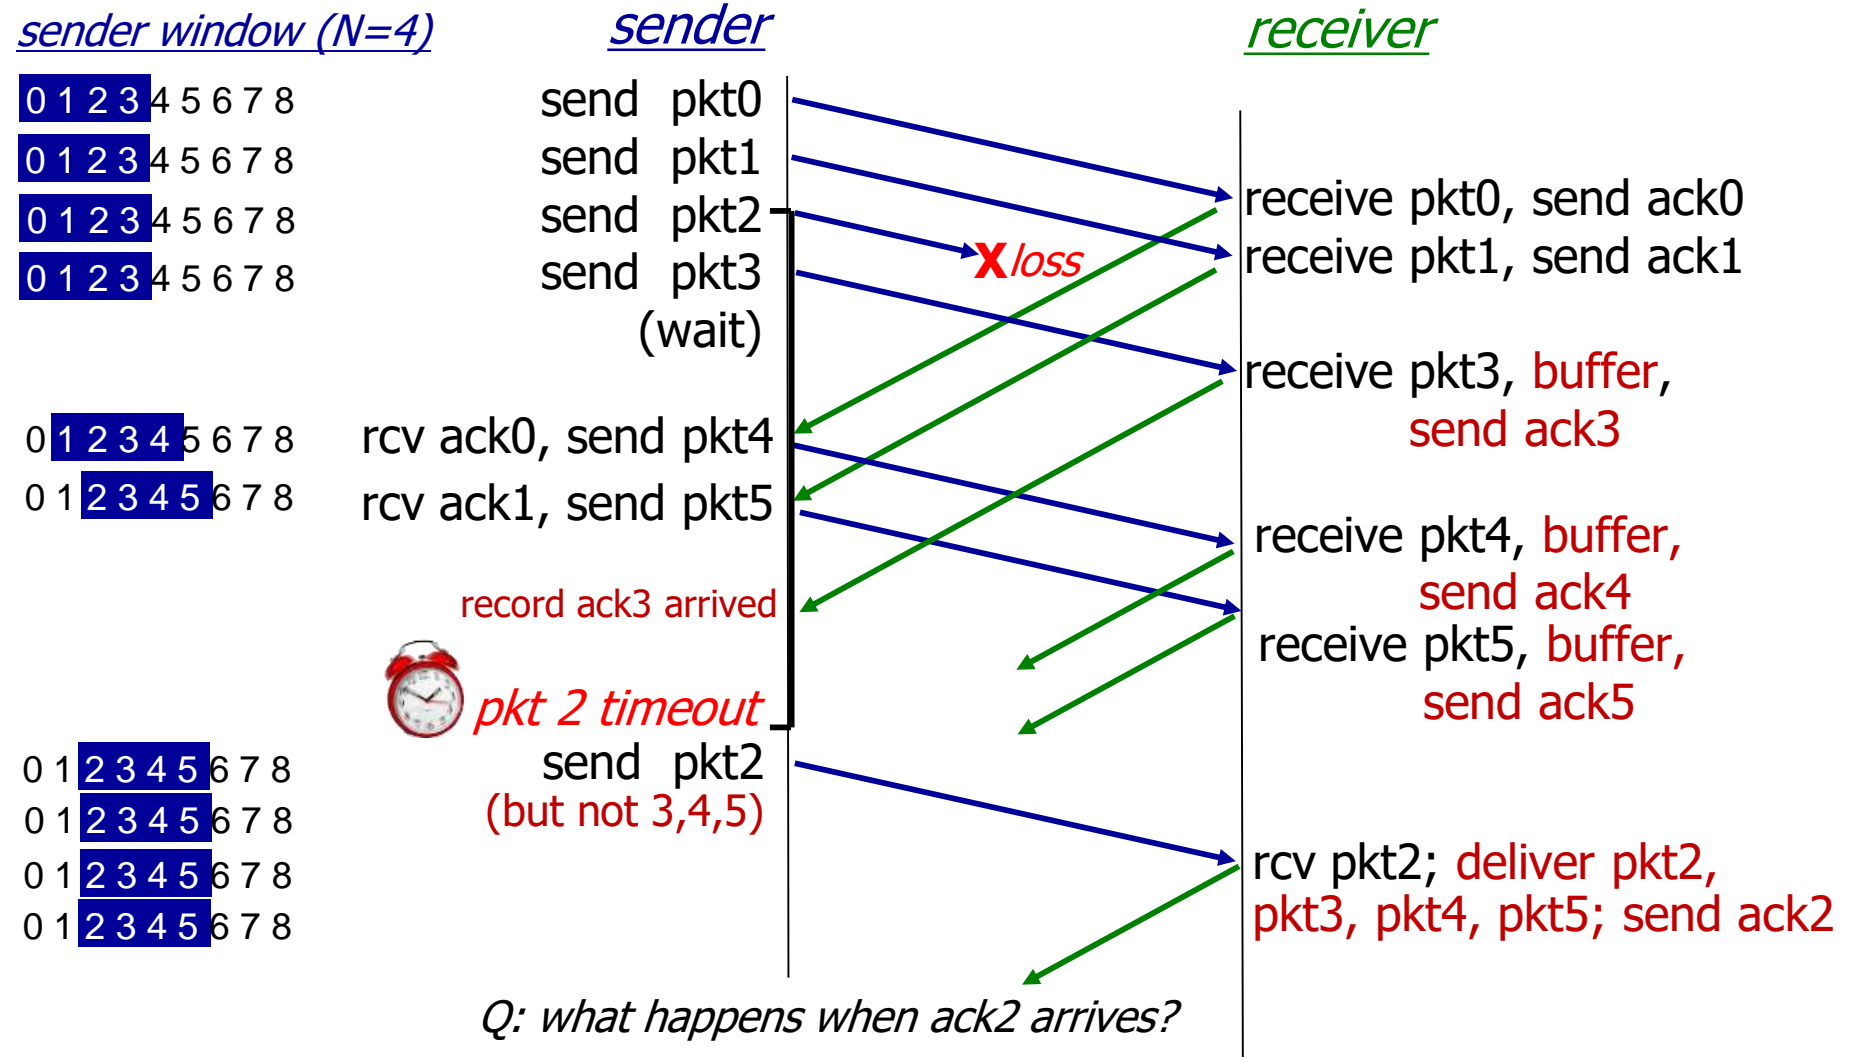 sender window (N=4)
sender
receiver
0 1 2 3 4 5 6 7 8
send pkt0
0 1 2 3 4 5 6 7 8
send pkt1
0 1 2 3 4 5 6 7 8
send pkt2
0 1 2 3 4 5 6 7 8
send pkt3
(wait)
X loss
receive pkt0, send ack0
receive pkt1, send ack1
receive pkt3, buffer,
send ack3
0 1 2 3 4 5 6 7 8
rcv ack0, send pkt4
0 1 2 3 4 5 6 7 8
rcv ack1, send pkt5
receive pkt4, buffer,
send ack4
receive pkt5, buffer,
send ack5
record ack3 arrived
pkt 2 timeout
0 1 2 3 4 5 6 7 8
send pkt2
0 1 2 3 4 5 6 7 8
(but not 3,4,5)
0 1 2 3 4 5 6 7 8
0 1 2 3 4 5 6 7 8
rcv pkt2; deliver pkt2,
pkt3, pkt4, pkt5; send ack2
Q: what happens when ack2 arrives?